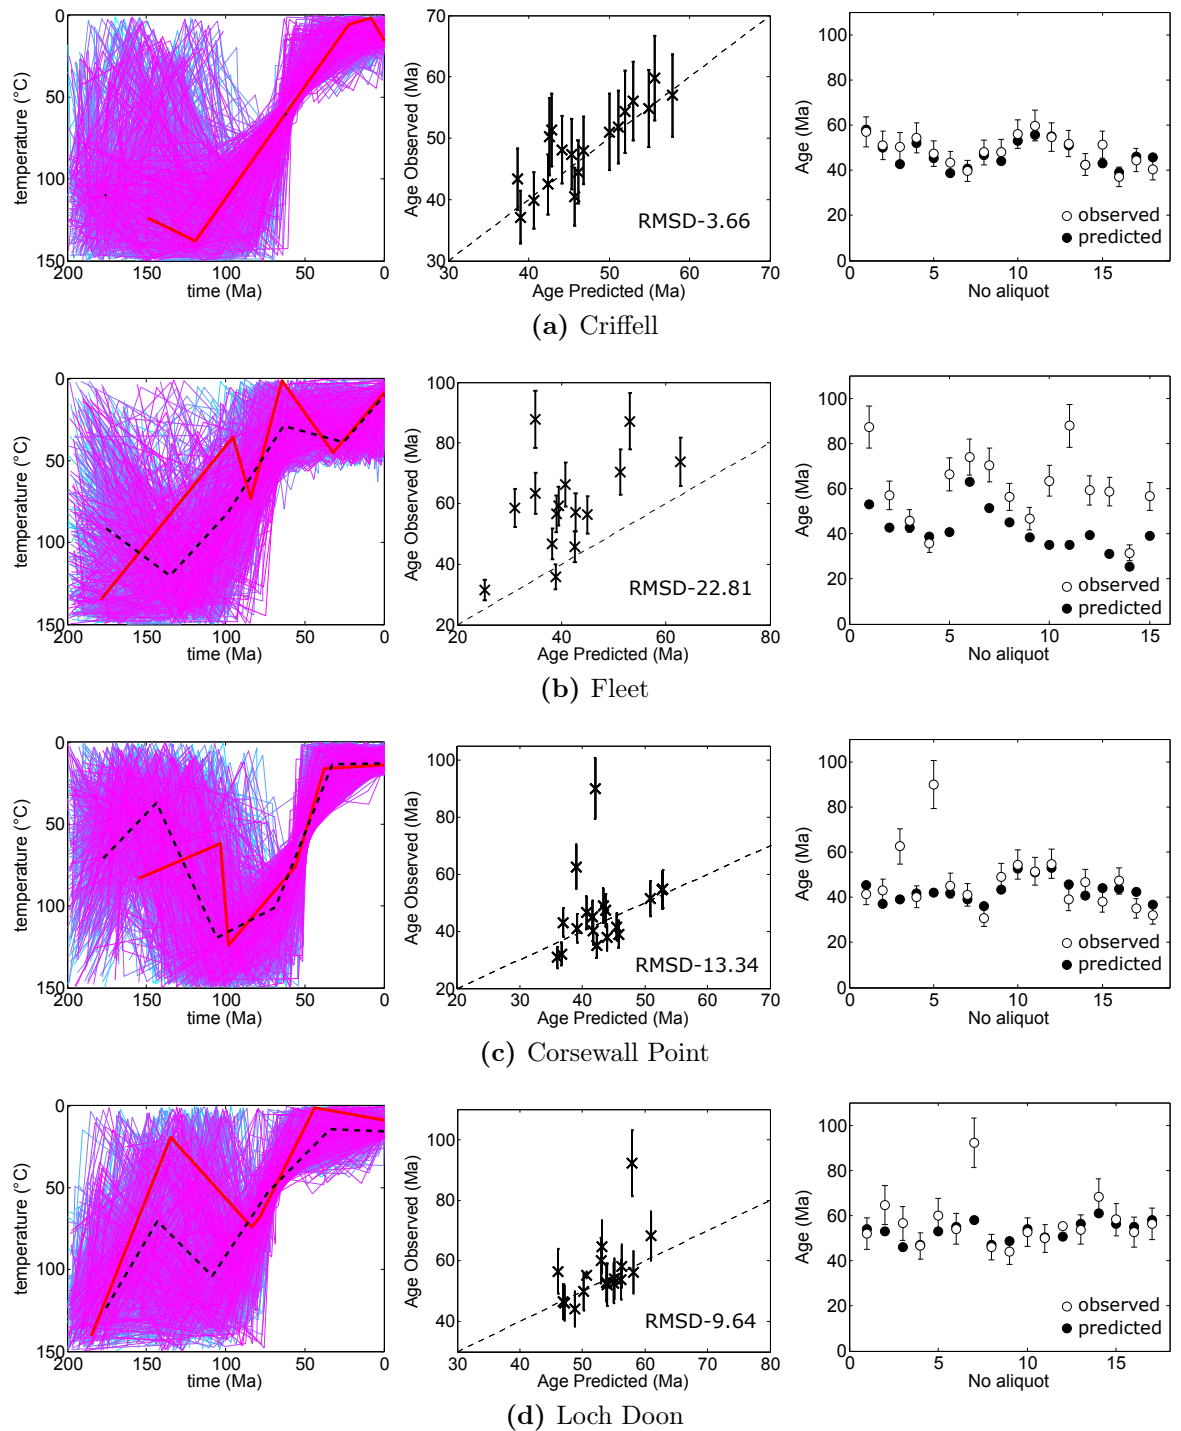 0
50
100
150
200
150
100
50
0
temperature (°C)
time (Ma)
70
60
50
40
30
30
40
50
60
70
Age Observed (Ma)
Age Predicted (Ma)
RMSD-3.66
100
80
60
40
20
0
0
5
10
15
Age (Ma)
No aliquot
observed
predicted
(a) Criffell
0
50
100
150
200
150
100
50
0
temperature (°C)
time (Ma)
100
80
60
40
20
20
40
60
80
Age Observed (Ma)
Age Predicted (Ma)
RMSD-22.81
100
80
60
40
20
0
0
5
10
15
Age (Ma)
No aliquot
observed
predicted
(b) Fleet
0
50
100
150
200
150
100
50
0
temperature (°C)
time (Ma)
100
80
60
40
20
20
30
40
50
60
70
Age Observed (Ma)
Age Predicted (Ma)
RMSD-13.34
100
80
60
40
20
0
0
5
10
15
Age (Ma)
No aliquot
observed
predicted
(c) Corsewall Point
0
50
100
150
200
150
100
50
0
temperature (°C)
time (Ma)
100
80
60
40
30
40
50
60
70
80
Age Observed (Ma)
Age Predicted (Ma)
RMSD-9.64
100
80
60
40
20
0
0
5
10
15
Age (Ma)
No aliquot
observed
predicted
(d) Loch Doon